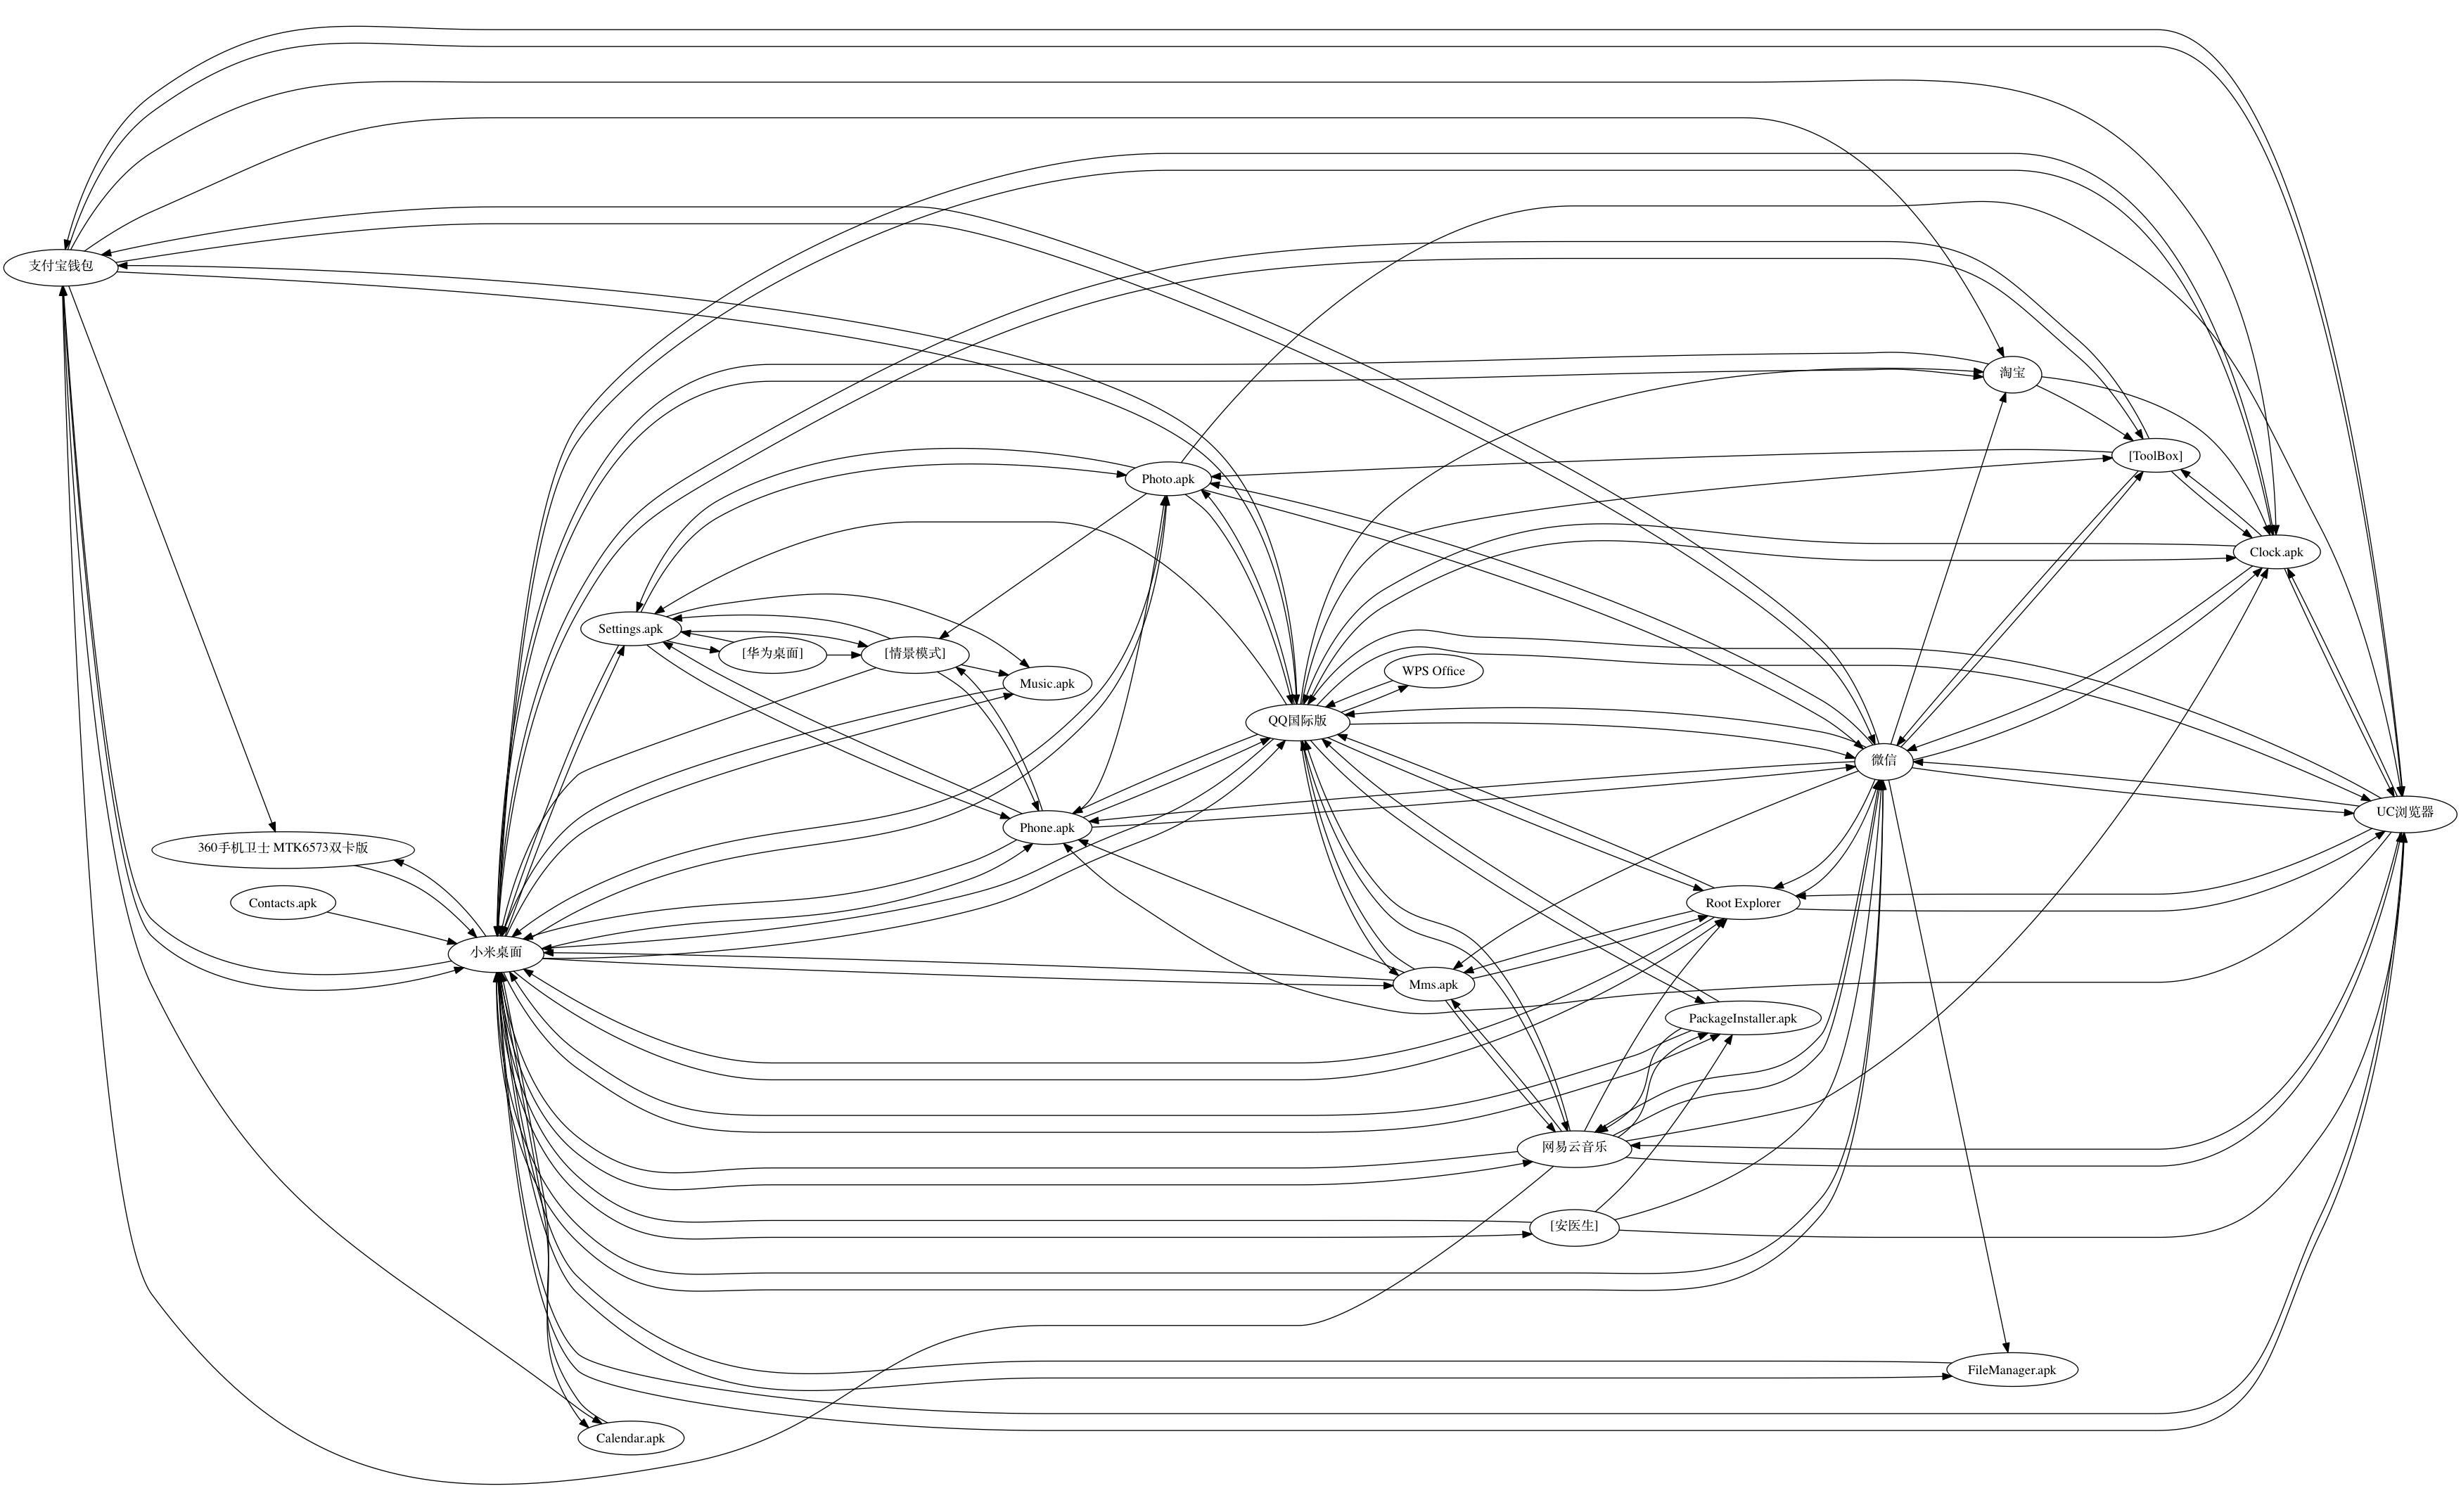 支付宝钱包
淘宝
[ToolBox]
Photo.apk
Clock.apk
Settings.apk
[华为桌面]
[情景模式]
WPS Office
Music.apk
QQ国际版
微信
UC浏览器
Phone.apk
360手机卫士 MTK6573双卡版
Contacts.apk
Root Explorer
小米桌面
Mms.apk
PackageInstaller.apk
网易云音乐
[安医生]
FileManager.apk
Calendar.apk